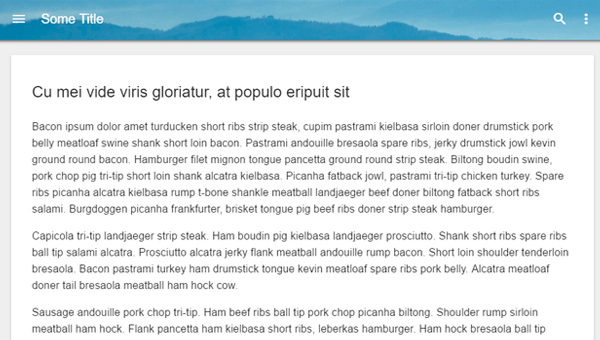 Some Title
Cu mei vide viris gloriatur, at populo eripuit sit
Bacon ipsum dolor amet turducken short ribs strip steak, cupim pastrami kielbasa sirloin doner drumstick pork
belly meatloaf swine shank short loin bacon. Pastrami andouille bresaola spare ribs, jerky drumstick jowl kevin
ground round bacon. Hamburger filet mignon tongue pancetta ground round strip steak. Biltong boudin swine,
pork chop pig tri-tip short loin shank alcatra kielbasa. Picanha fatback jowl, pastrami tri-tip chicken turkey. Spare
ribs picanha alcatra kielbasa rump t-bone shankle meatball landjaeger beef doner biltong fatback short ribs
salami. Burgdoggen picanha frankfurter, brisket tongue pig beef ribs doner strip steak hamburger.
Capicola tri-tip landjaeger strip steak. Ham boudin pig kielbasa landjaeger prosciutto. Shank short ribs spare ribs
ball tip salami alcatra. Prosciutto alcatra jerky flank meatball andouille rump bacon. Short loin shoulder tenderloin
bresaola. Bacon pastrami turkey ham drumstick tongue kevin meatloaf spare ribs pork belly. Alcatra meatloaf
doner tail bresaola meatball ham hock cow.
Sausage andouille pork chop tri-tip. Ham beef ribs ball tip pork chop picanha biltong. Shoulder rump sirloin
meatball ham hock. Flank pancetta ham kielbasa short ribs, leberkas hamburger. Ham hock bresaola ball tip